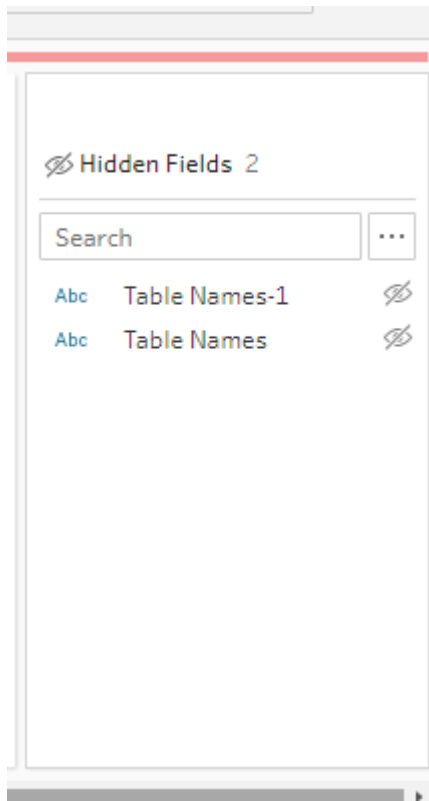 Hidden Fields 2
Search ...
Abc Table Names-1
Abc Table Names